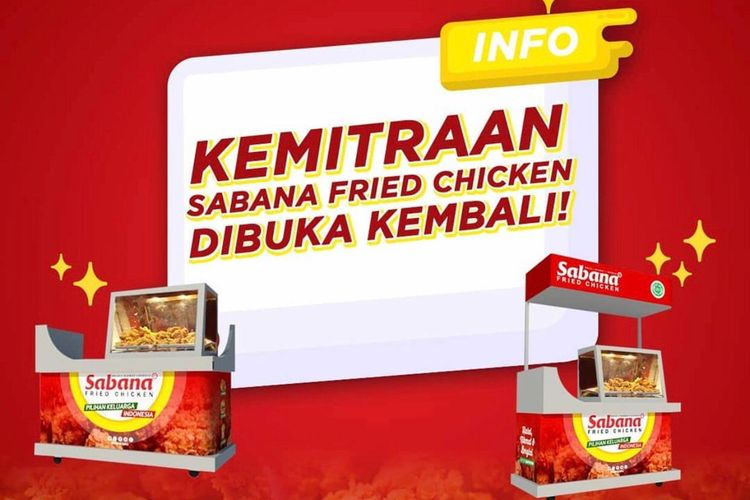 INFO
KEMITRAAN
SABANA FRIED CHICKEN
DIBUKA KEMBALI!
Sabana
FRIED CHICKEN
Sabana
FRIED CHICKEN
PILIHAN KELUARGA
INDONESIA
Sabana
FRIED CHICKEN
PILIHAN KELUARGA
INDONESIA